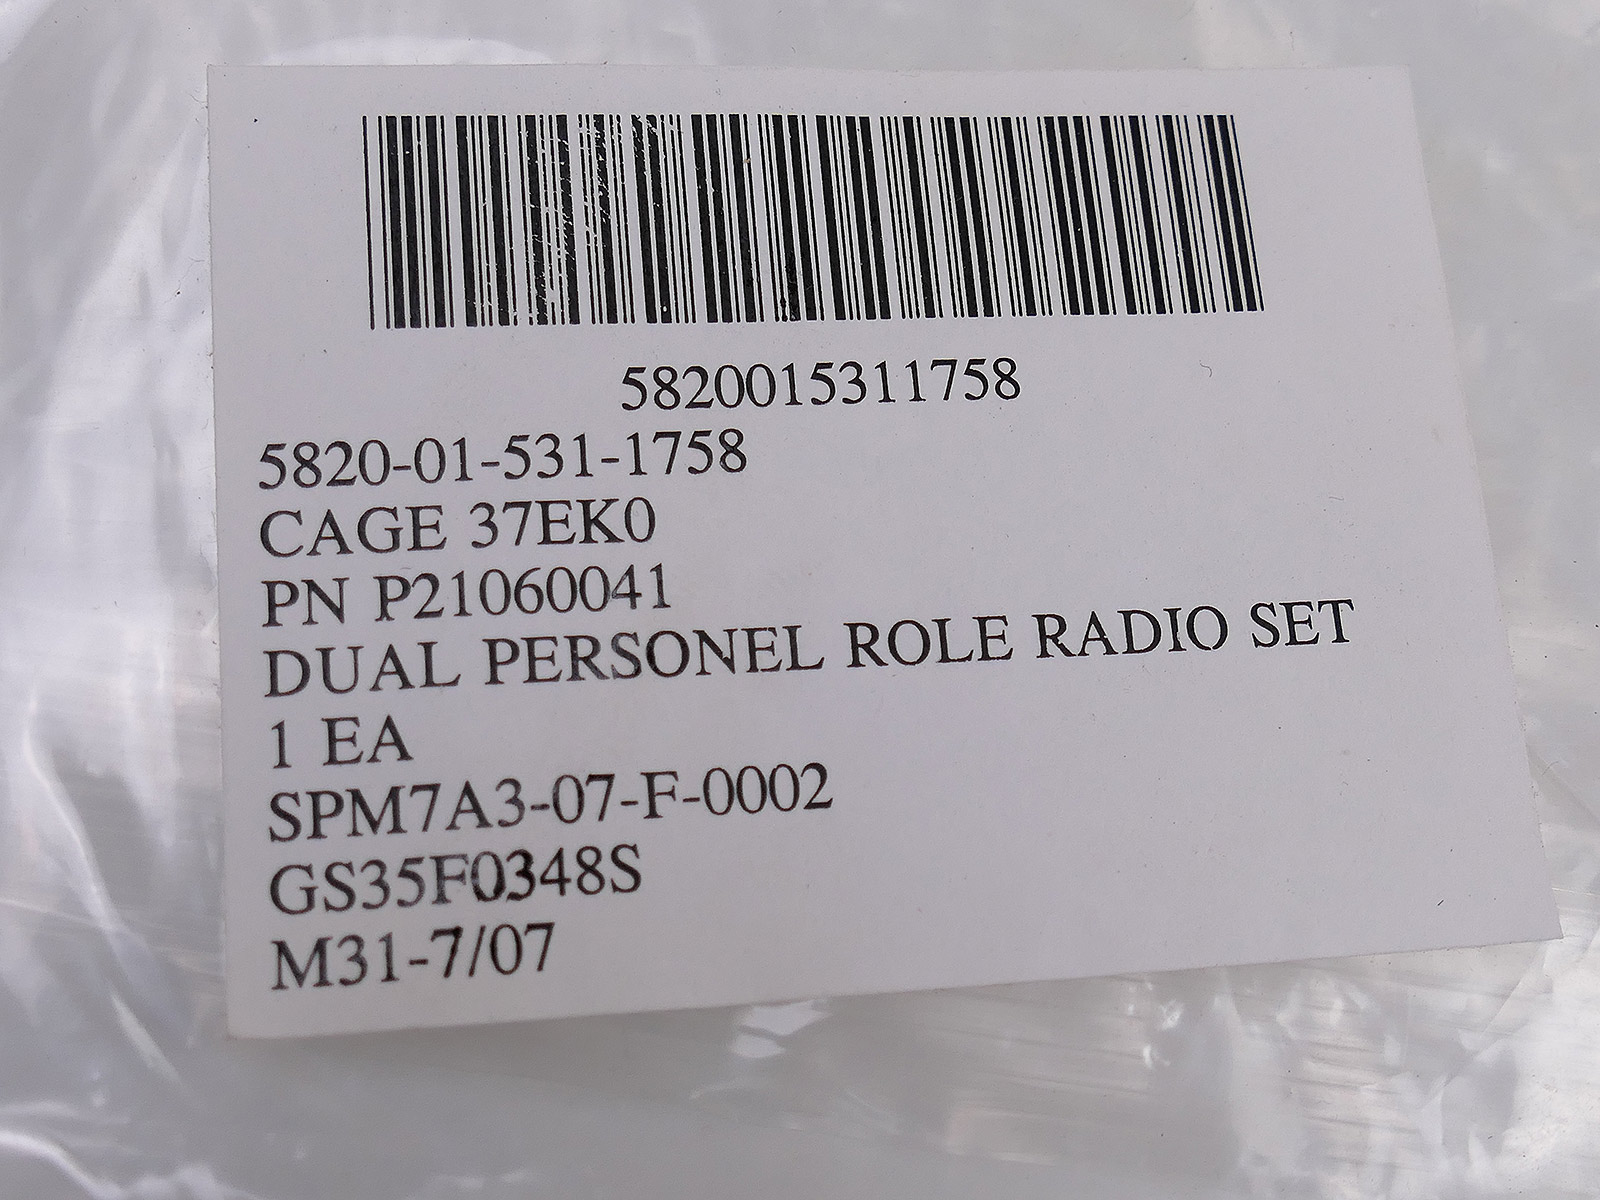 5820015311758
5820-01-531-1758
CAGE 37EK0
PN P21060041
DUAL PERSONEL ROLE RADIO SET
1 EA
SPM7A3-07-F-0002
GS35F0348S
M31-7/07